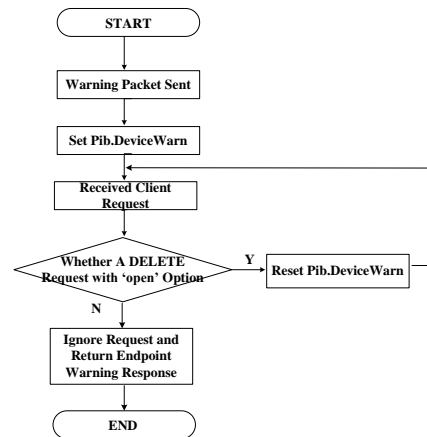 START
Warning Packet Sent
Set Pib.DeviceWarn
Received Client
Request
Whether A DELETE
Request with ‘open’ Option
Y
Reset Pib.DeviceWarn
N
Ignore Request and
Return Endpoint
Warning Response
END